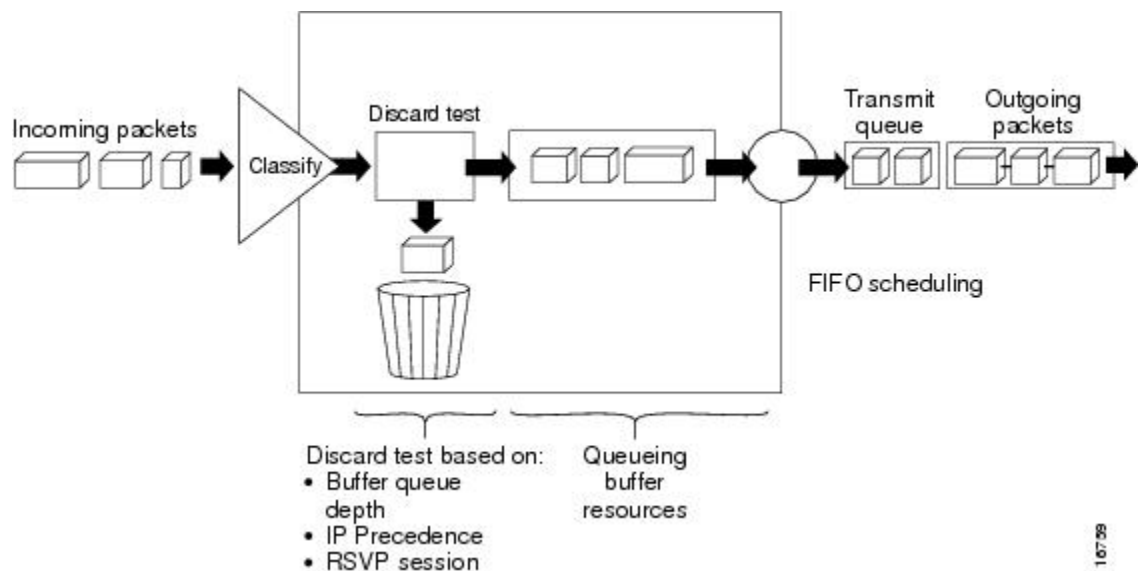 Incoming packets
Classify
Discard test
Transmit
queue
Outgoing
packets
FIFO scheduling
Discard test based on:
• Buffer queue
depth
• IP Precedence
• RSVP session
Queueing
buffer
resources
16759